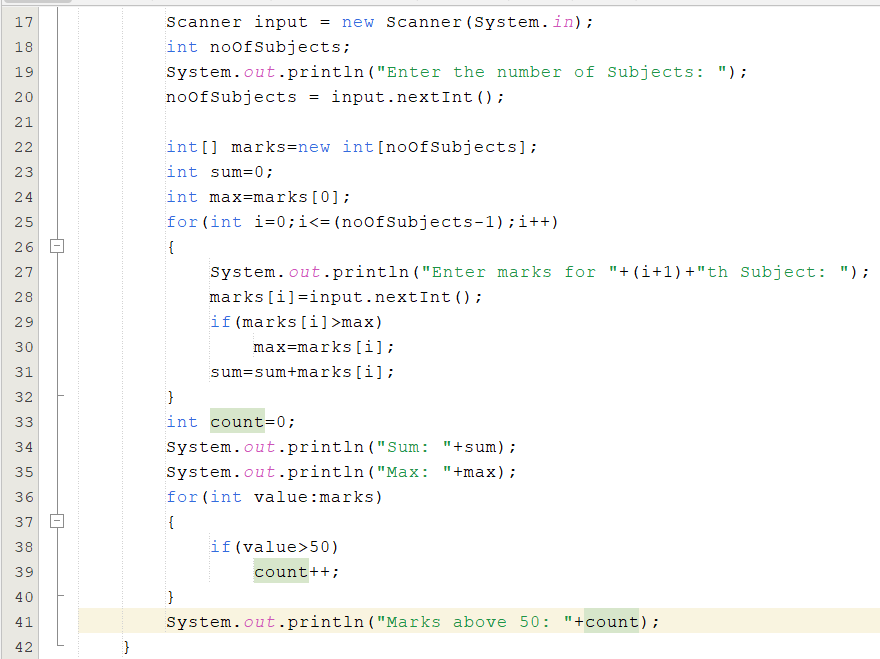 17 Scanner input = new Scanner(System.in);
18 int noOfSubjects;
19 System.out.println("Enter the number of Subjects: ");
20 noOfSubjects = input.nextInt();
21
22 int[] marks=new int[noOfSubjects];
23 int sum=0;
24 int max=marks[0];
25 for(int i=0;i<=(noOfSubjects-1);i++)
26 {
27 System.out.println("Enter marks for "+(i+1)+"th Subject: ");
28 marks[i]=input.nextInt();
29 if(marks[i]>max)
30 max=marks[i];
31 sum=sum+marks[i];
32 }
33 int count=0;
34 System.out.println("Sum: "+sum);
35 System.out.println("Max: "+max);
36 for(int value:marks)
37 {
38 if(value>50)
39 count++;
40 }
41 System.out.println("Marks above 50: "+count);
42 }